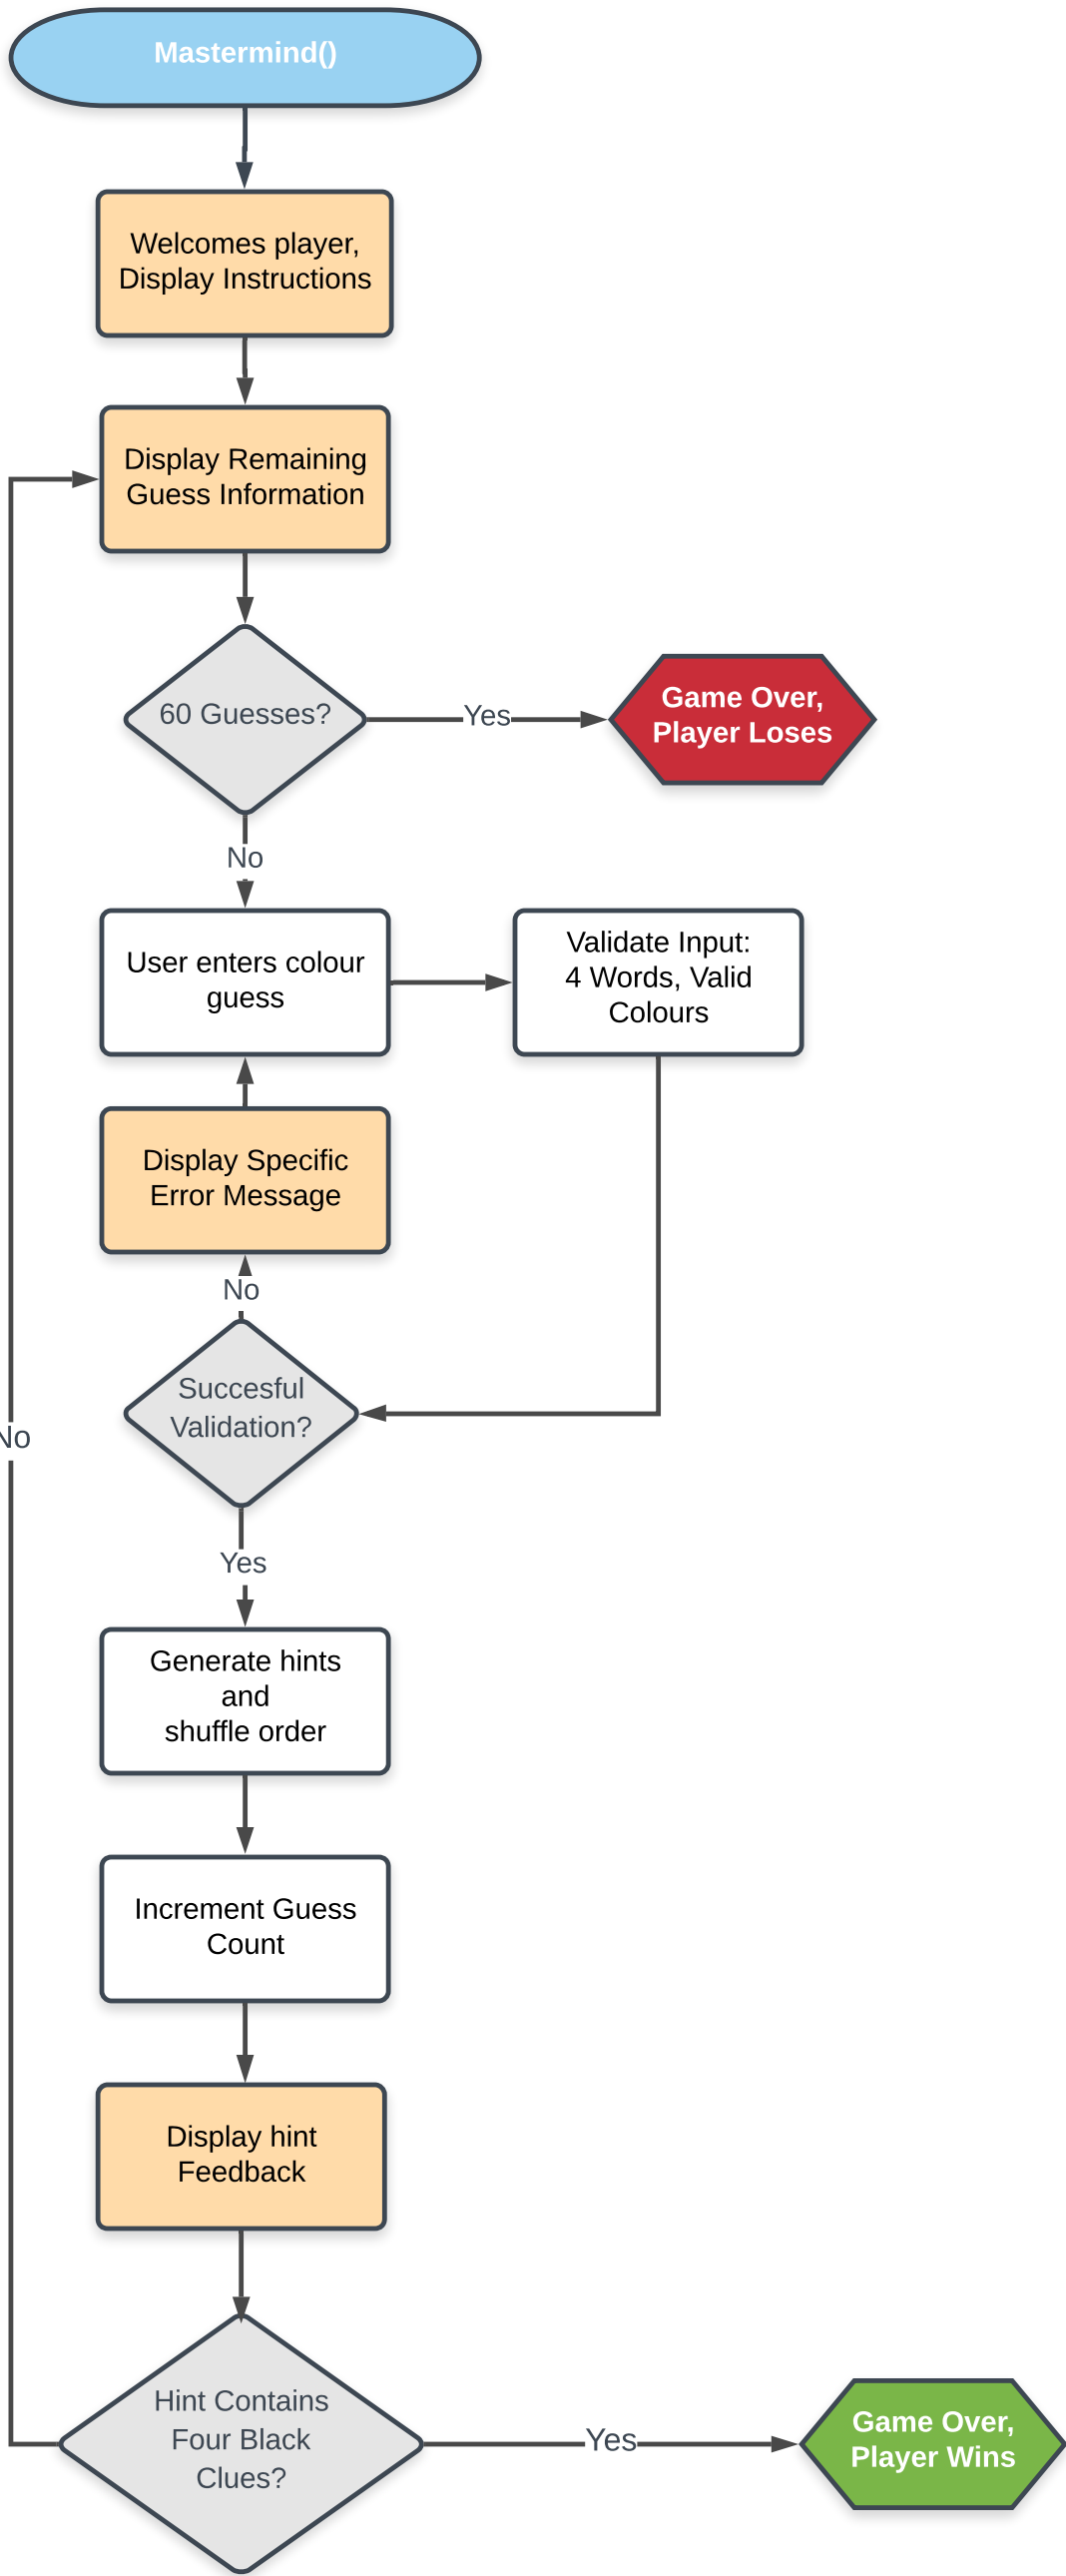 Mastermind()
Welcomes player,
Display Instructions
Display Remaining
Guess Information
60 Guesses?
Yes
Game Over,
Player Loses
No
User enters colour
guess
Validate Input:
4 Words, Valid
Colours
Display Specific
Error Message
No
Succesful
Validation?
No
Yes
Generate hints
and
shuffle order
Increment Guess
Count
Display hint
Feedback
Hint Contains
Four Black
Clues?
Yes
Game Over,
Player Wins